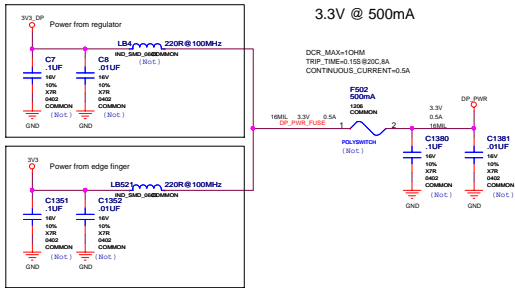 3.3V @ 500mA
3V3_DP
Power from regulator
LB4
220R@100MHz
IND_SMD_0603
COMMON
(Not)
C7
.1UF
16V
10%
X7R
0402
COMMON
(Not)
GND
C8
.01UF
16V
10%
X7R
0402
COMMON
(Not)
GND
DCR_MAX=1OHM
TRIP_TIME=0.15S@20C,8A
CONTINUOUS_CURRENT=0.5A
F502
500mA
1206
COMMON
16MIL 3.3V 0.5A
DP_PWR_FUSE
1
2
POLYSWITCH
(Not)
3.3V
0.5A
16MIL
DP_PWR
C1380
.1UF
16V
10%
X7R
0402
COMMON
(Not)
GND
C1381
.01UF
16V
10%
X7R
0402
COMMON
(Not)
GND
3V3
Power from edge finger
LB521
220R@100MHz
IND_SMD_0603
COMMON
C1351
.1UF
16V
10%
X7R
0402
COMMON
(Not)
GND
C1352
.01UF
16V
10%
X7R
0402
COMMON
(Not)
GND